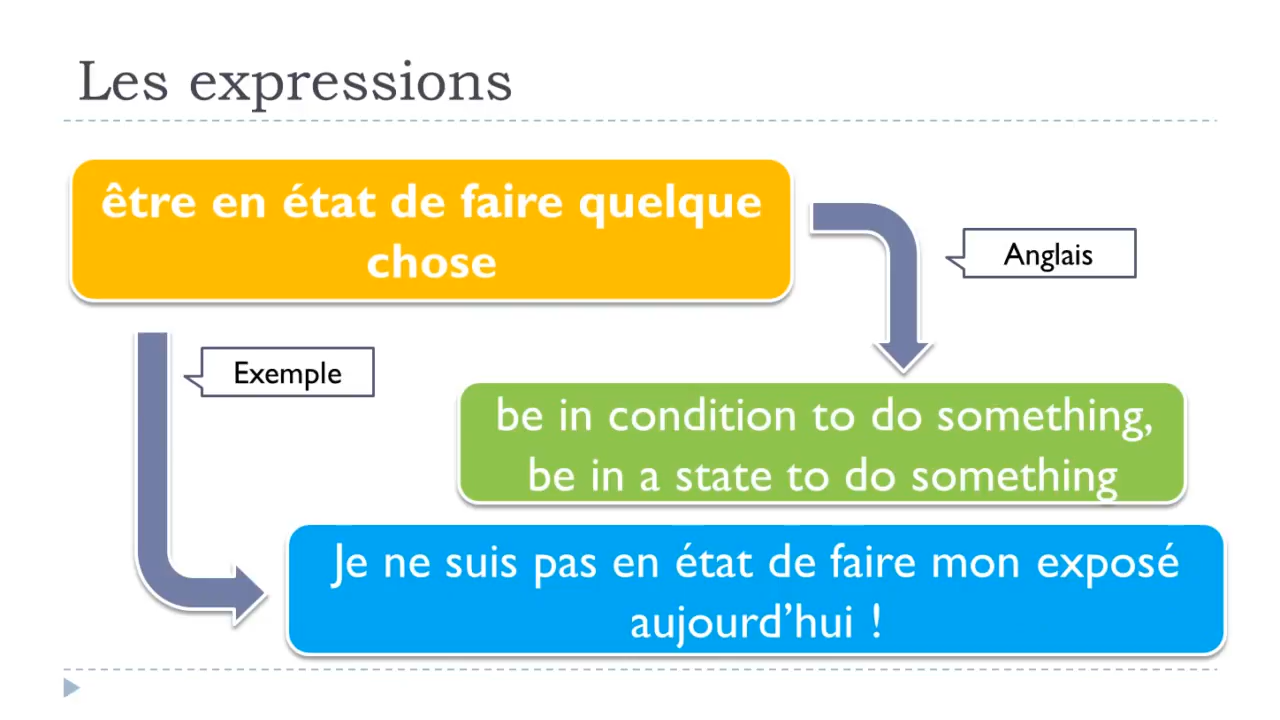 Les expressions
être en état de faire quelque
chose
Anglais
Exemple
be in condition to do something,
be in a state to do something
Je ne suis pas en état de faire mon exposé
aujourd’hui !